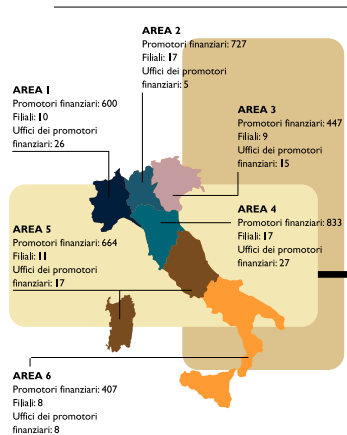 AREA 2
Promotori finanziari: 727
Filiali: 17
Uffici dei promotori
finanziari: 5
AREA 1
Promotori finanziari: 600
Filiali: 10
Uffici dei promotori
finanziari: 26
AREA 3
Promotori finanziari: 447
Filiali: 9
Uffici dei promotori
finanziari: 15
AREA 4
Promotori finanziari: 833
Filiali: 17
Uffici dei promotori
finanziari: 27
AREA 5
Promotori finanziari: 664
Filiali: 11
Uffici dei promotori
finanziari: 17
AREA 6
Promotori finanziari: 407
Filiali: 8
Uffici dei promotori
finanziari: 8